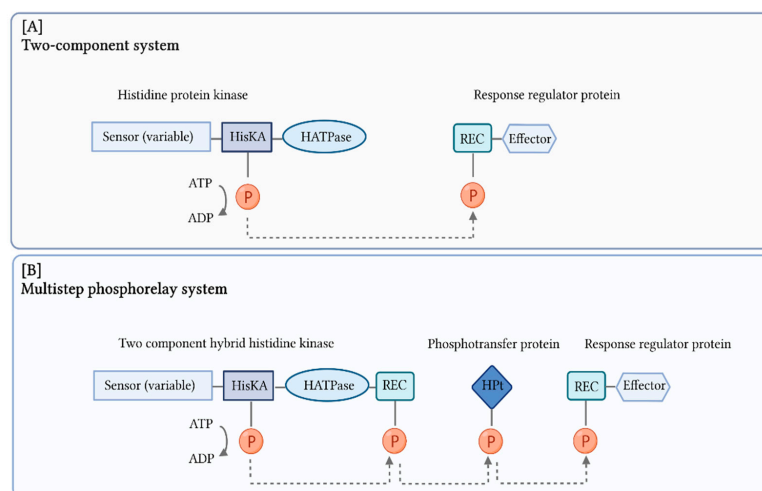 [A]
Two-component system
Histidine protein kinase
Response regulator protein
Sensor (variable)
HisKA
HATPase
REC
Effector
ATP
ADP
P
P
[B]
Multistep phosphorelay system
Two component hybrid histidine kinase
Phosphotransfer protein
Response regulator protein
Sensor (variable)
HisKA
HATPase
REC
HPt
REC
Effector
ATP
ADP
P
P
P
P